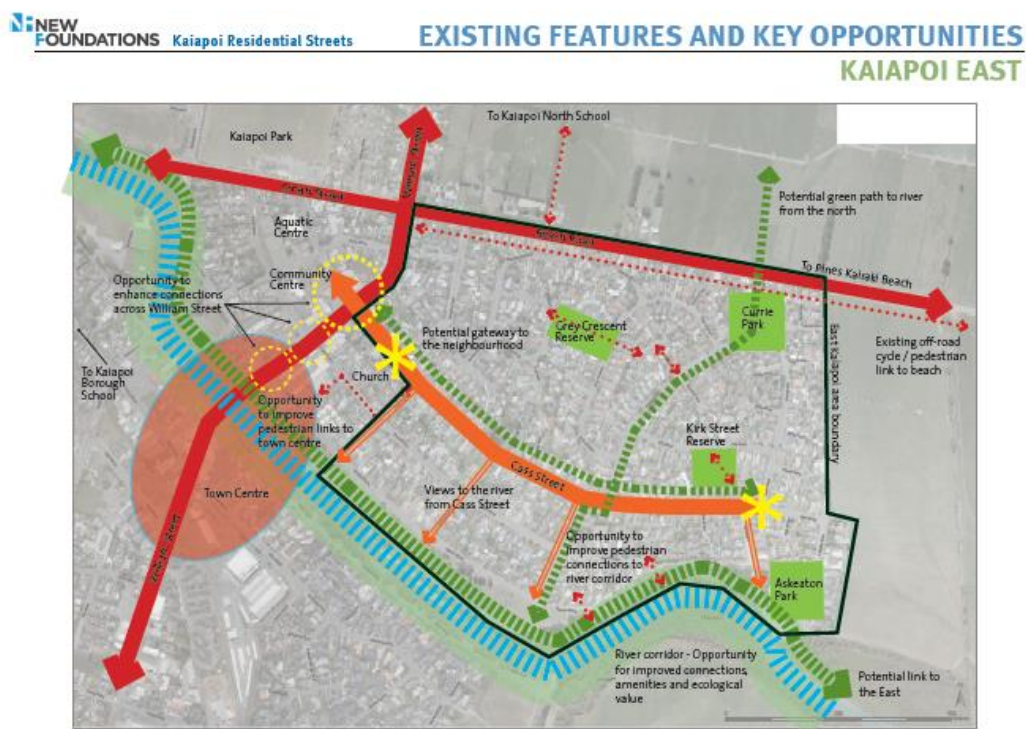 NEW
FOUNDATIONS Kaiapoi Residential Streets
EXISTING FEATURES AND KEY OPPORTUNITIES
KAIAPOI EAST
To Kaiapoi North School
Kaiapoi Park
Potential green path to river
from the north
Aquatic
Centre
To Pines Kairaki Beach
Community
Centre
Opportunity to
enhance connections
across William Street
Currie
Park
Grey Crescent
Reserve
Potential gateway to
the neighbourhood
Existing off-road
cycle / pedestrian
link to beach
East Kaiapoi area boundary
To Kaiapoi
Borough
School
Church
Opportunity
to improve
pedestrian links to
town centre
Kirk Street
Reserve
Cass Street
Town Centre
Views to the river
from Cass Street
Opportunity to
improve pedestrian
connections to
river corridor
Askeaton
Park
River corridor - Opportunity
for improved connections,
amenities and ecological
value
Potential link to
the East